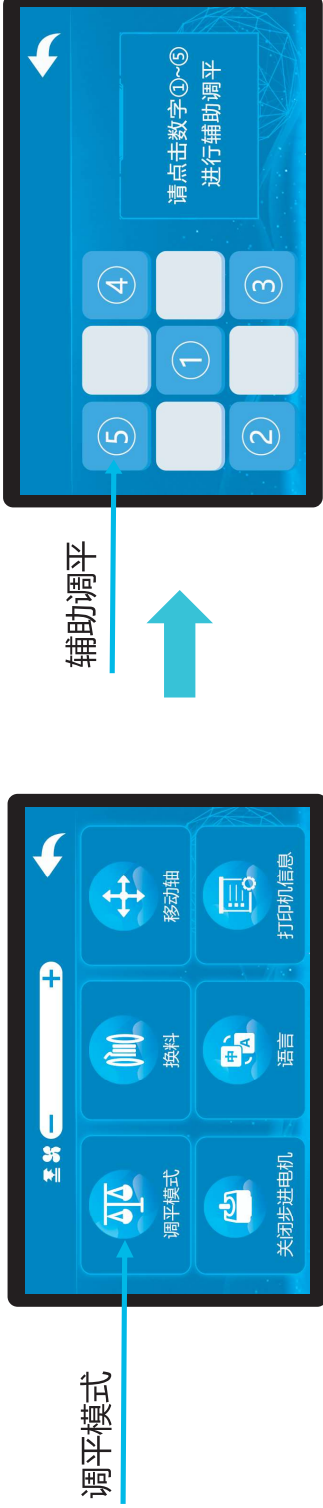 调平模式
调平模式
换料
移动轴
关闭步进电机
语言
中
A
打印机信息
辅助调平
⑤
④
①
②
③
请点击数字①~⑤
进行辅助调平